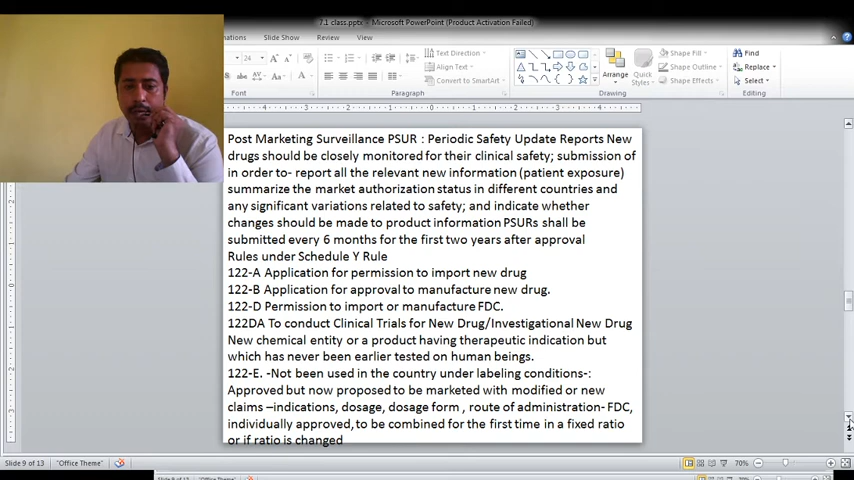 7.1 class.pptx - Microsoft PowerPoint (Product Activation Failed)
Slide Show Review View
24
Text Direction
Align Text
Convert to SmartArt
Arrange Quick Styles
Shape Fill
Shape Outline
Shape Effects
Find
Replace
Select
Font Paragraph Drawing Editing
Post Marketing Surveillance PSUR : Periodic Safety Update Reports New
drugs should be closely monitored for their clinical safety; submission of
in order to- report all the relevant new information (patient exposure)
summarize the market authorization status in different countries and
any significant variations related to safety; and indicate whether
changes should be made to product information PSURs shall be
submitted every 6 months for the first two years after approval
Rules under Schedule Y Rule
122-A Application for permission to import new drug
122-B Application for approval to manufacture new drug.
122-D Permission to import or manufacture FDC.
122DA To conduct Clinical Trials for New Drug/Investigational New Drug
New chemical entity or a product having therapeutic indication but
which has never been earlier tested on human beings.
122-E. -Not been used in the country under labeling conditions-:
Approved but now proposed to be marketed with modified or new
claims –indications, dosage, dosage form , route of administration- FDC,
individually approved, to be combined for the first time in a fixed ratio
or if ratio is changed
Slide 9 of 13 "Office Theme" 70%